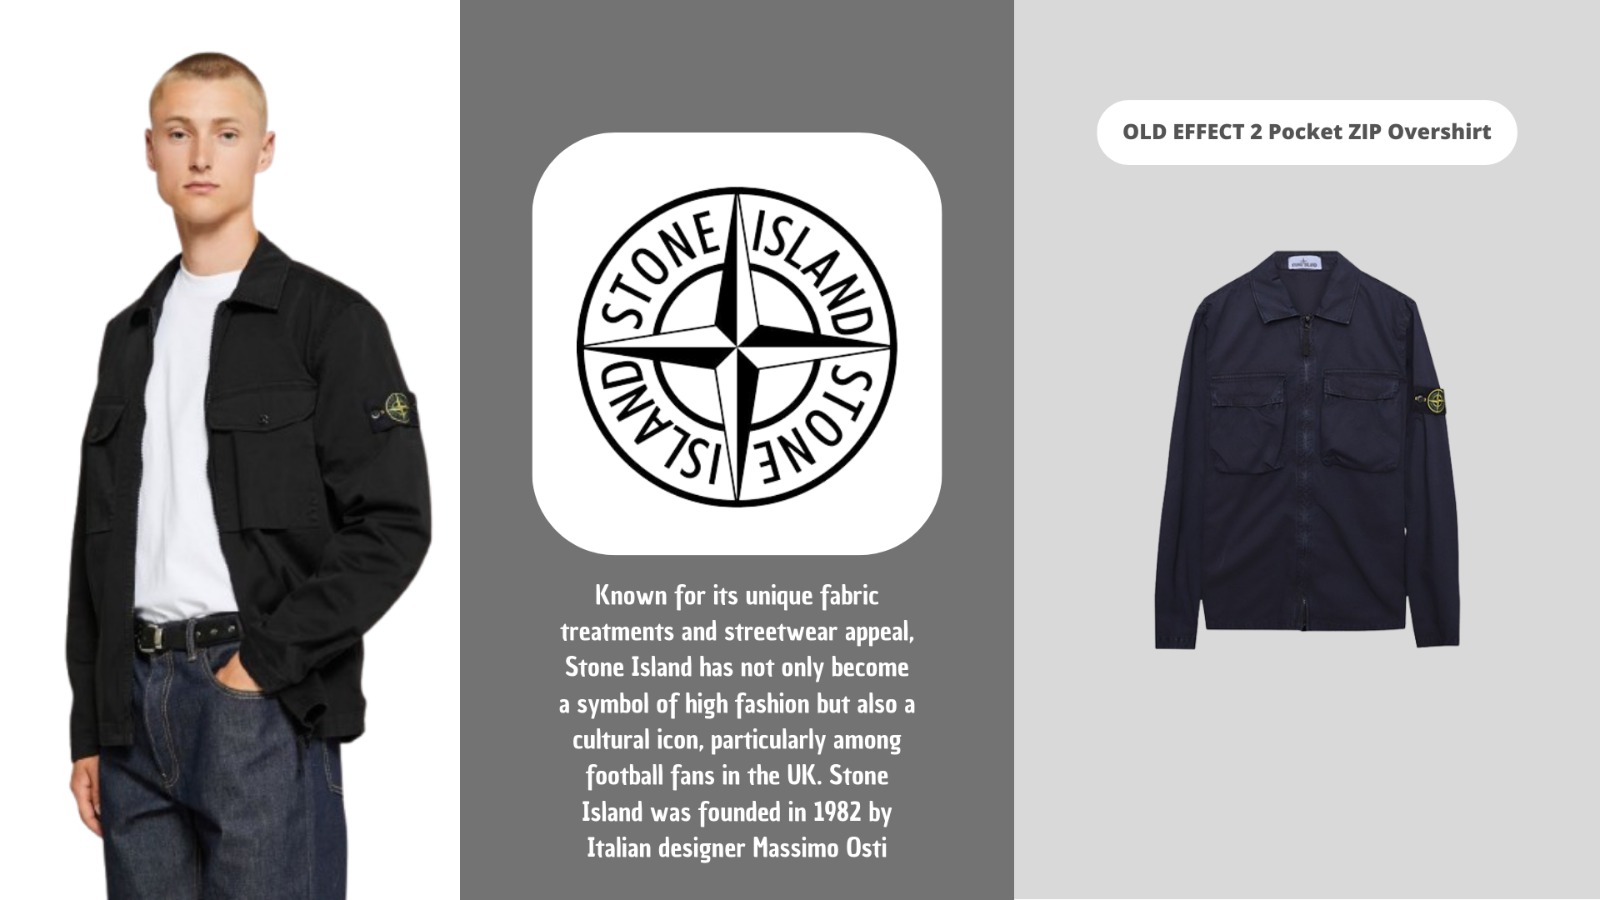 STONE ISLAND
STONE ISLAND
Known for its unique fabric
treatments and streetwear appeal,
Stone Island has not only become
a symbol of high fashion but also a
cultural icon, particularly among
football fans in the UK. Stone
Island was founded in 1982 by
Italian designer Massimo Osti
OLD EFFECT 2 Pocket ZIP Overshirt
STONE ISLAND